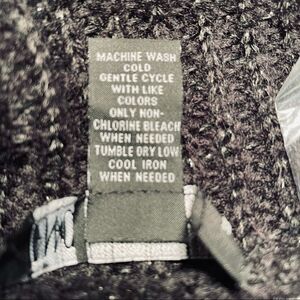 MACHINE WASH
COLD
GENTLE CYCLE
WITH LIKE
COLORS
ONLY NON-
CHLORINE BLEACH
WHEN NEEDED
TUMBLE DRY LOW
COOL IRON
WHEN NEEDED